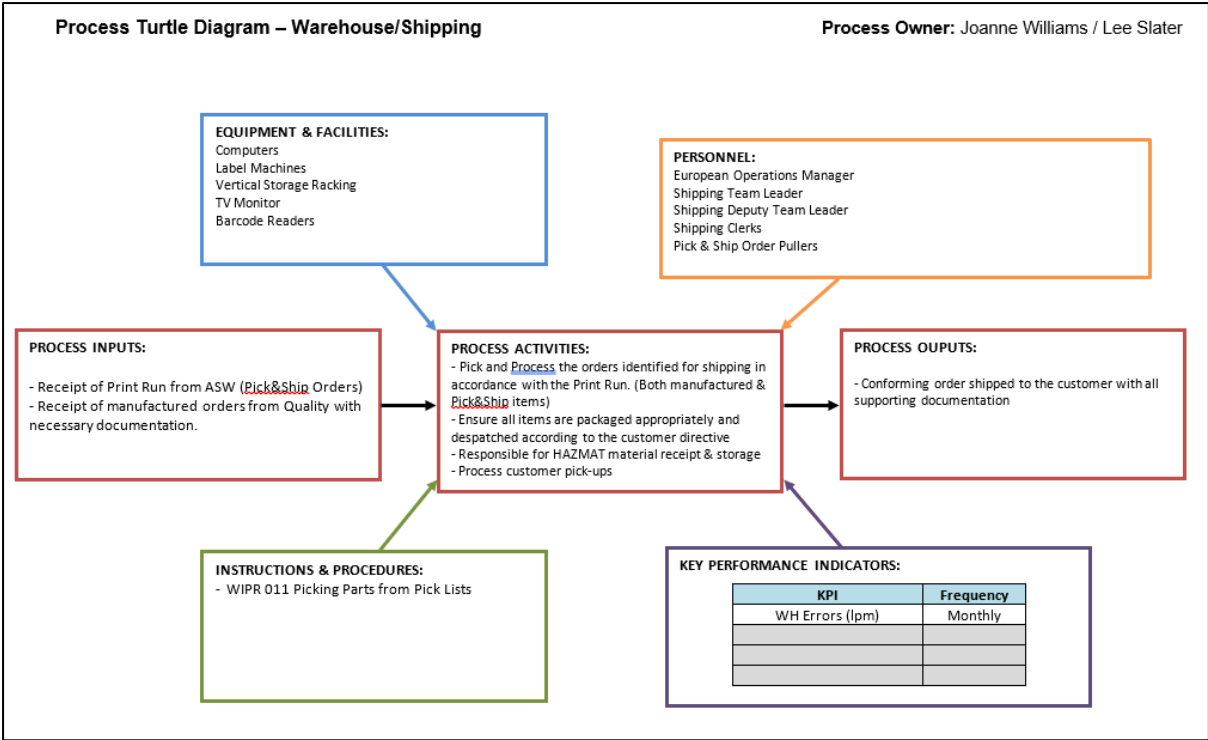 Process Turtle Diagram – Warehouse/Shipping
Process Owner: Joanne Williams / Lee Slater
EQUIPMENT & FACILITIES:
Computers
Label Machines
Vertical Storage Racking
TV Monitor
Barcode Readers
PERSONNEL:
European Operations Manager
Shipping Team Leader
Shipping Deputy Team Leader
Shipping Clerks
Pick & Ship Order Pullers
PROCESS INPUTS:
- Receipt of Print Run from ASW (Pick&Ship Orders)
- Receipt of manufactured orders from Quality with
necessary documentation.
PROCESS ACTIVITIES:
- Pick and Process the orders identified for shipping in
accordance with the Print Run. (Both manufactured &
Pick&Ship items)
- Ensure all items are packaged appropriately and
despatched according to the customer directive
- Responsible for HAZMAT material receipt & storage
- Process customer pick-ups
PROCESS OUPUTS:
- Conforming order shipped to the customer with all
supporting documentation
INSTRUCTIONS & PROCEDURES:
- WIPR 011 Picking Parts from Pick Lists
KEY PERFORMANCE INDICATORS:
KPI Frequency
WH Errors (lpm) Monthly